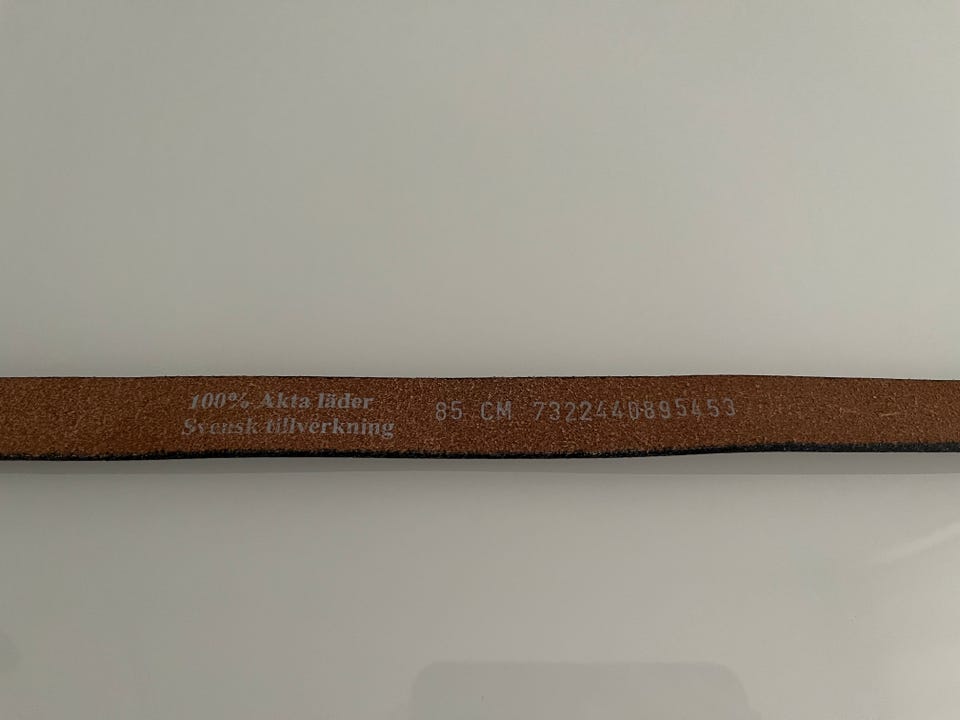 100% Äkta läder
Svensk tillverkning
85 CM 7322440895453